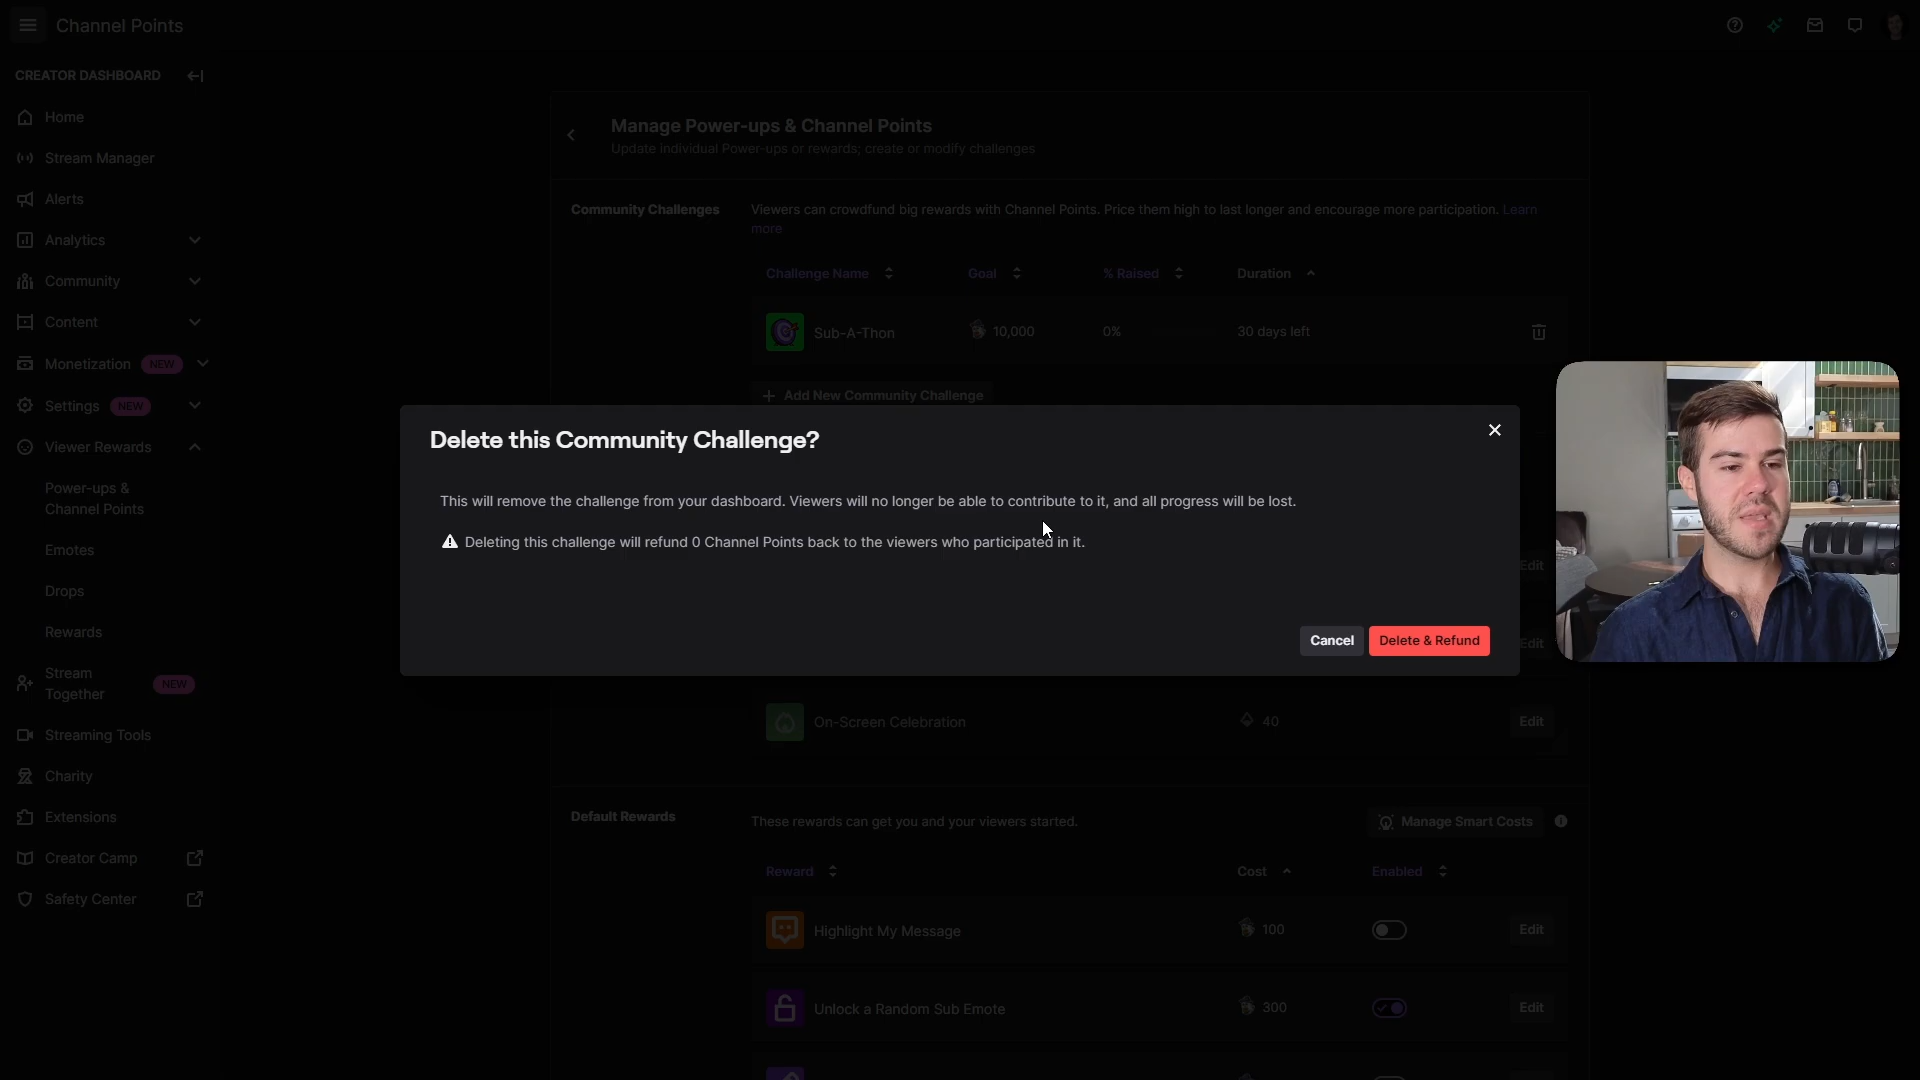 Channel Points
CREATOR DASHBOARD
Home
Stream Manager
Alerts
Analytics
Community
Content
Monetization NEW
Settings NEW
Viewer Rewards
Power-ups &
Channel Points
Emotes
Drops
Rewards
Stream
Together NEW
Streaming Tools
Charity
Extensions
Creator Camp
Safety Center
Manage Power-ups & Channel Points
Update individual Power-ups or rewards; create or modify challenges
Community Challenges
Viewers can crowdfund big rewards with Channel Points. Price them high to last longer and encourage more participation. Learn
more
Challenge Name Goal % Raised Duration
Sub-A-Thon 10,000 0% 30 days left
Add New Community Challenge
Delete this Community Challenge?
This will remove the challenge from your dashboard. Viewers will no longer be able to contribute to it, and all progress will be lost.
Deleting this challenge will refund 0 Channel Points back to the viewers who participated in it.
Cancel Delete & Refund
Edit
Edit
On-Screen Celebration 40 Edit
Default Rewards
These rewards can get you and your viewers started.
Manage Smart Costs
Reward Cost Enabled
Highlight My Message 100 Edit
Unlock a Random Sub Emote 300 Edit